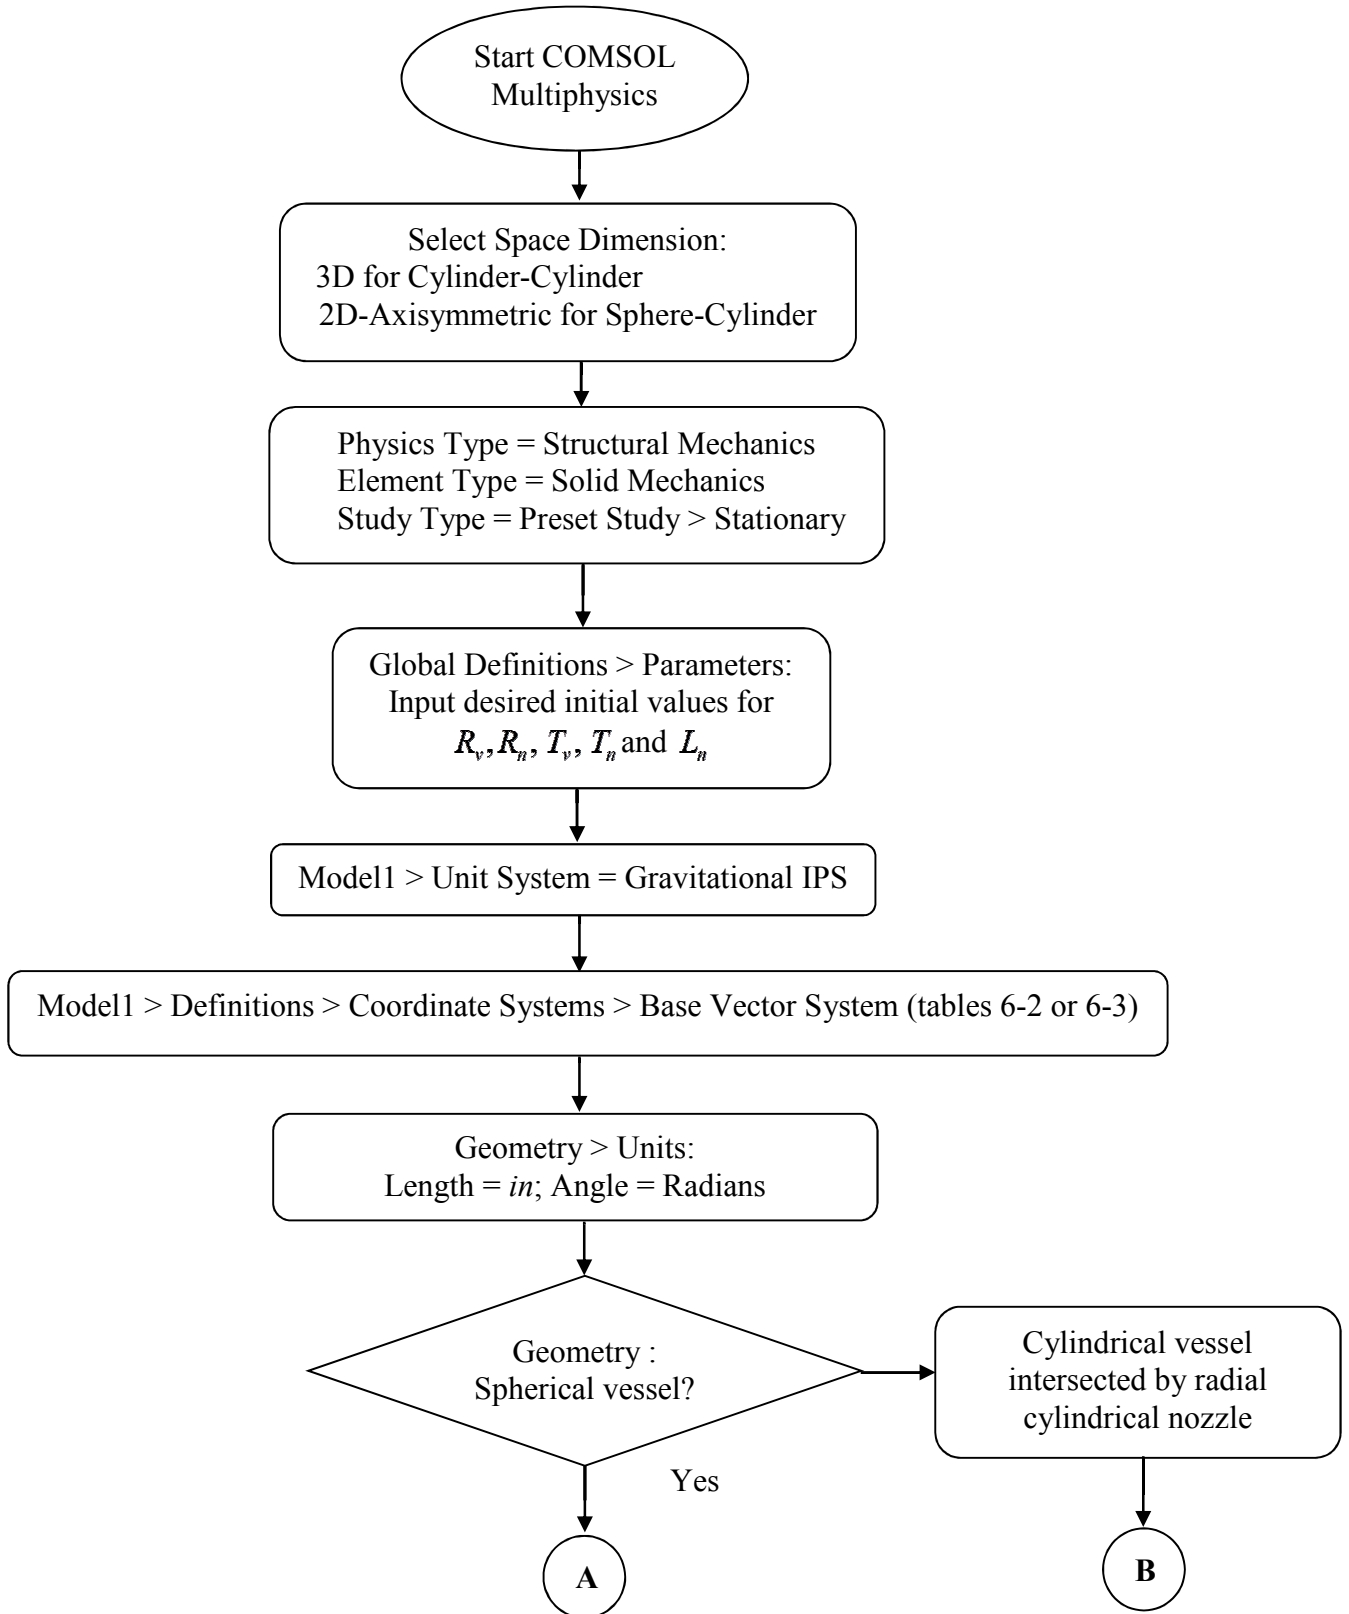 Start COMSOL
Multiphysics
Select Space Dimension:
3D for Cylinder-Cylinder
2D-Axisymmetric for Sphere-Cylinder
Physics Type = Structural Mechanics
Element Type = Solid Mechanics
Study Type = Preset Study > Stationary
Global Definitions > Parameters:
Input desired initial values for
R_v, R_n, T_v, T_n and L_n
Model1 > Unit System = Gravitational IPS
Model1 > Definitions > Coordinate Systems > Base Vector System (tables 6-2 or 6-3)
Geometry > Units:
Length = in; Angle = Radians
Geometry :
Spherical vessel?
Cylindrical vessel
intersected by radial
cylindrical nozzle
Yes
A
B